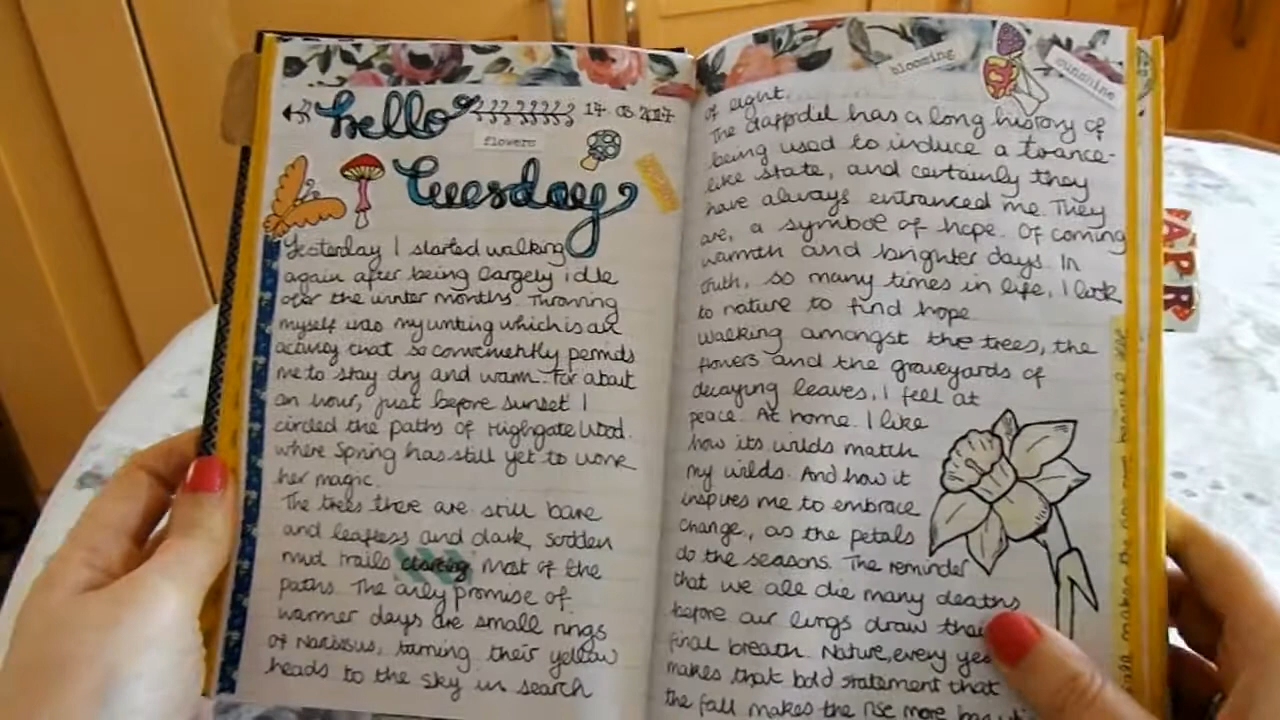 hello
14.03.2017
flowers
Tuesday
Yesterday I started walking
again after being largely idle
over the winter months. Throwing
myself into my writing which is an
activity that so conveniently permits
me to stay dry and warm. For about
an hour, just before sunset I
circled the paths of Highgate Wood.
where Spring has still yet to work
her magic.
The trees there are still bare
and leafless and dark, sodden
mud trails most of the
paths. The only promise of
warmer days are small rings
of Narcissus, turning their yellow
heads to the sky in search
blooming
sunshine
of eight.
The daffodil has a long history of
being used to induce a trance-
like state, and certainly they
have always entranced me. They
are, a symbol of hope. Of coming
warmth and brighter days. In
truth, so many times in life, I look
to nature to find hope.
Walking amongst the trees, the
flowers and the graveyards of
decaying leaves, I feel at
peace. At home. I like
how its wilds match
my wilds. And how it
inspires me to embrace
change, as the petals
do the seasons. The reminder
that we all die many deaths
before our lungs draw
final breath. Nature, every
makes that bold statement that
the fall makes the rise more